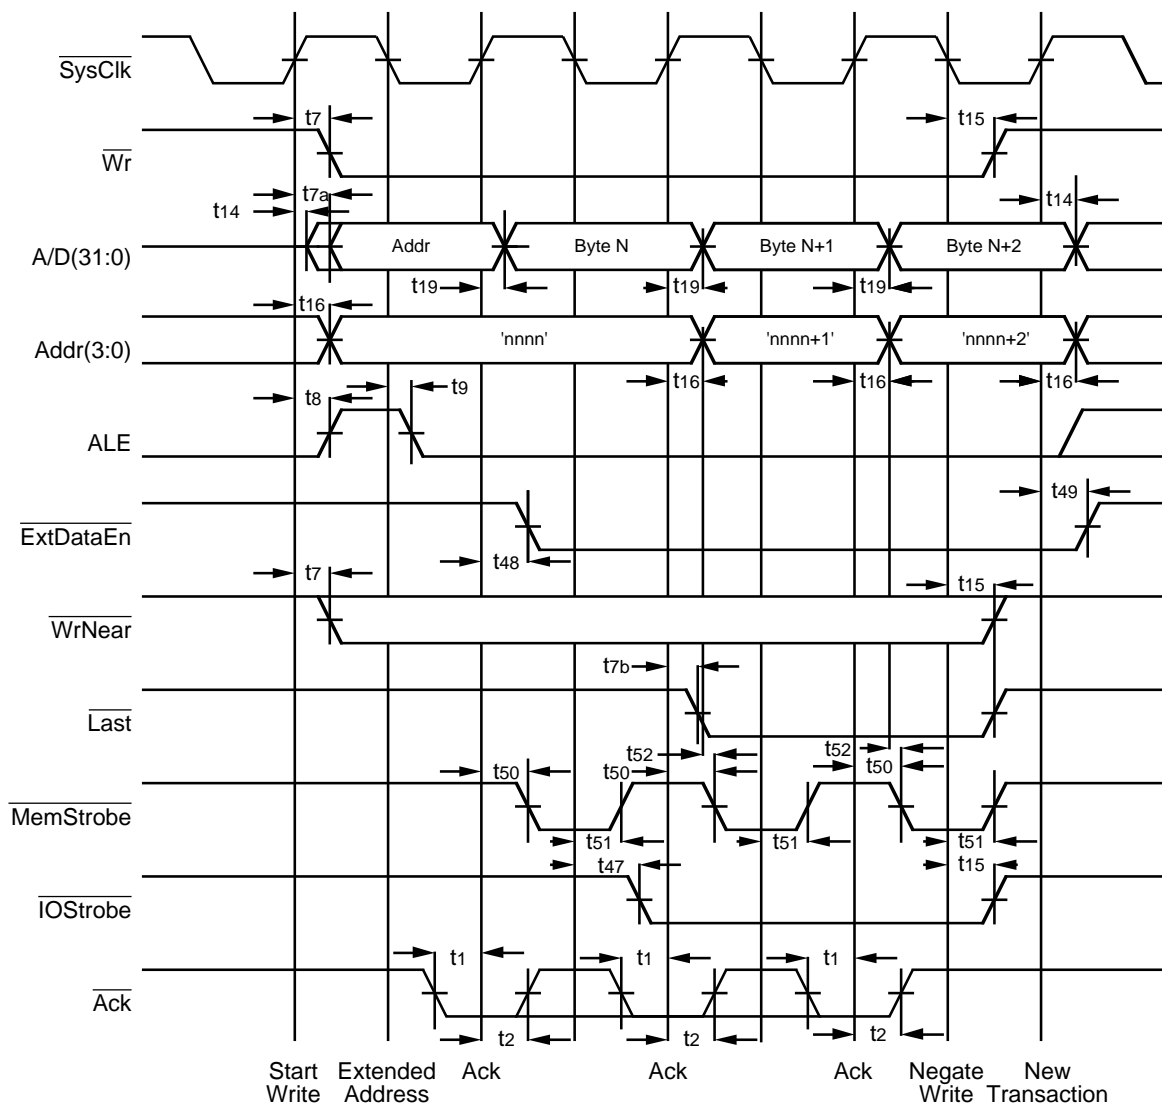 SysClk
t7
t15
Wr
t7a
t14
t14
A/D(31:0)
Addr
Byte N
Byte N+1
Byte N+2
t19
t19
t19
t16
Addr(3:0)
'nnnn'
'nnnn+1'
'nnnn+2'
t16
t16
t16
t8
t9
ALE
t49
ExtDataEn
t48
t7
t15
WrNear
t7b
Last
t52
t52
t50
t50
t50
MemStrobe
t51
t51
t51
t47
t15
IOStrobe
t1
t1
t1
Ack
t2
t2
t2
Start Write
Extended Address
Ack
Ack
Ack
Negate Write
New Transaction